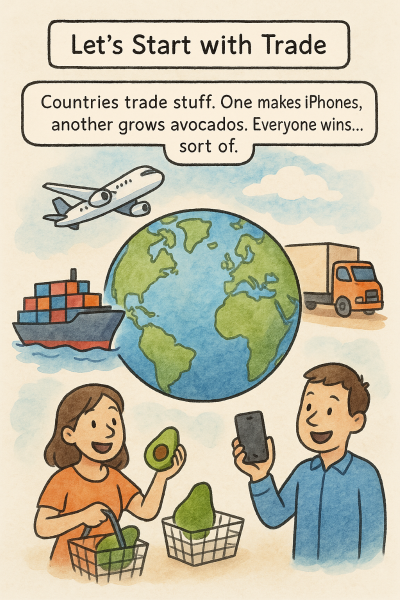 Let’s Start with Trade
Countries trade stuff. One makes iPhones,
another grows avocados. Everyone wins...
sort of.